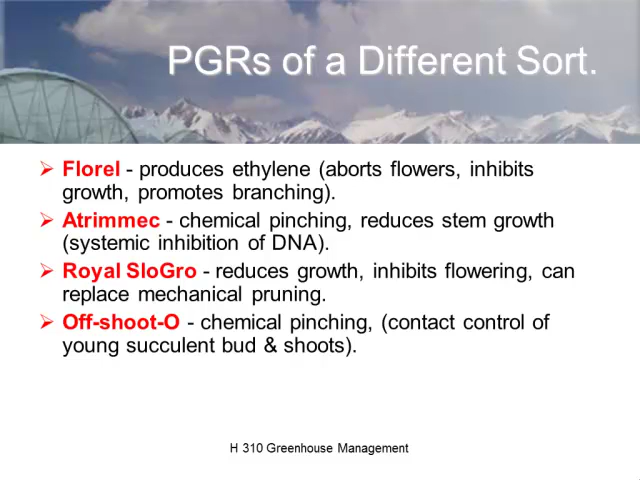 PGRs of a Different Sort.
Florel - produces ethylene (aborts flowers, inhibits
growth, promotes branching).
Atrimmec - chemical pinching, reduces stem growth
(systemic inhibition of DNA).
Royal SloGro - reduces growth, inhibits flowering, can
replace mechanical pruning.
Off-shoot-O - chemical pinching, (contact control of
young succulent bud & shoots).
H 310 Greenhouse Management